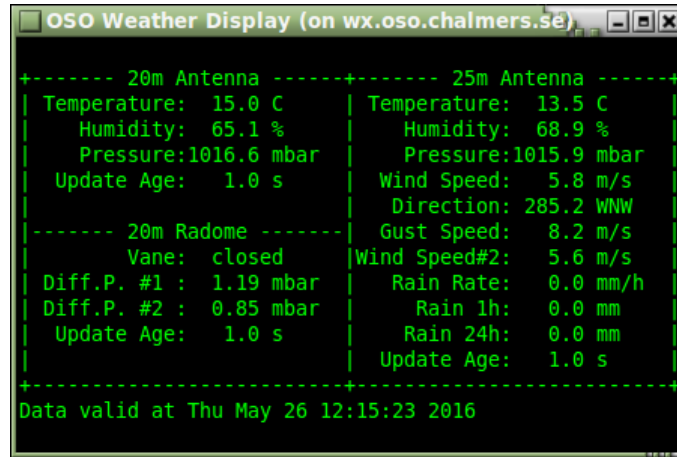 OSO Weather Display (on wx.oso.chalmers.se)
+------- 20m Antenna ------+------- 25m Antenna ------+
| Temperature:  15.0 C     | Temperature:  13.5 C     |
|    Humidity:  65.1 %     |    Humidity:  68.9 %     |
|    Pressure:1016.6 mbar  |    Pressure:1015.9 mbar  |
|  Update Age:   1.0 s     |  Wind Speed:   5.8 m/s   |
|                          |   Direction: 285.2 WNW   |
|------- 20m Radome -------|  Gust Speed:   8.2 m/s   |
|        Vane:  closed     |Wind Speed#2:   5.6 m/s   |
| Diff.P. #1 :  1.19 mbar  |   Rain Rate:   0.0 mm/h  |
| Diff.P. #2 :  0.85 mbar  |     Rain 1h:   0.0 mm    |
|  Update Age:   1.0 s     |    Rain 24h:   0.0 mm    |
|                          |  Update Age:   1.0 s     |
+--------------------------+--------------------------+
Data valid at Thu May 26 12:15:23 2016